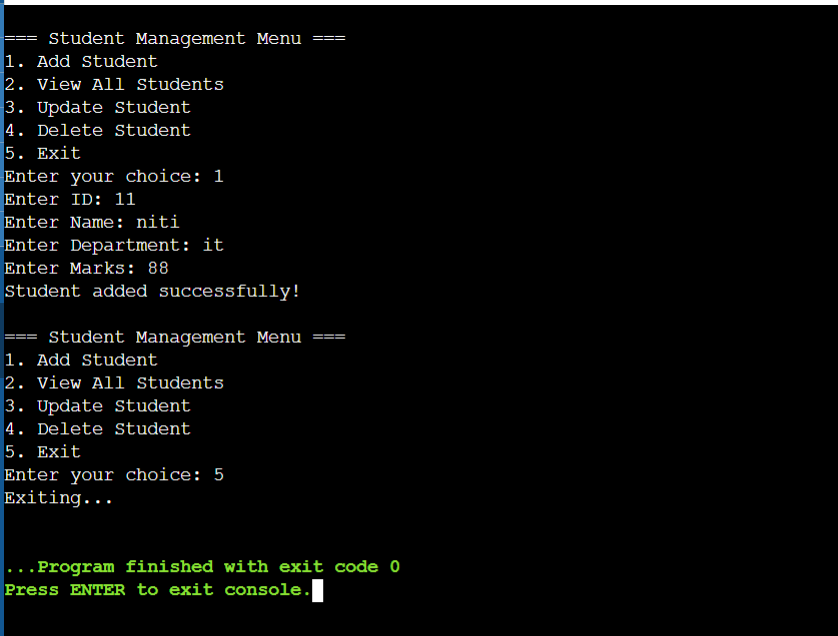 === Student Management Menu ===
1. Add Student
2. View All Students
3. Update Student
4. Delete Student
5. Exit
Enter your choice: 1
Enter ID: 11
Enter Name: niti
Enter Department: it
Enter Marks: 88
Student added successfully!
=== Student Management Menu ===
1. Add Student
2. View All Students
3. Update Student
4. Delete Student
5. Exit
Enter your choice: 5
Exiting...
...Program finished with exit code 0
Press ENTER to exit console.